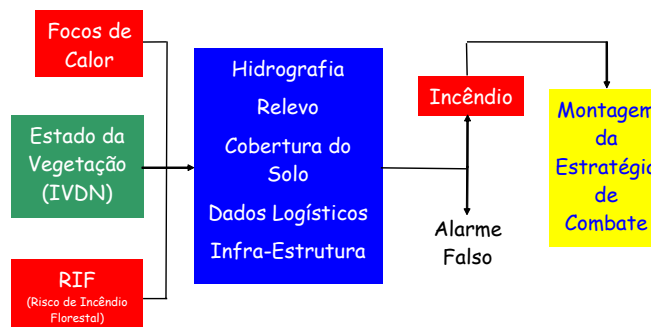 Focos de
Calor
Estado da
Vegetação
(IVDN)
RIF
(Risco de Incêndio
Florestal)
Hidrografia
Relevo
Cobertura do
Solo
Dados Logísticos
Infra-Estrutura
Incêndio
Alarme
Falso
Montagem
da
Estratégia
de
Combate